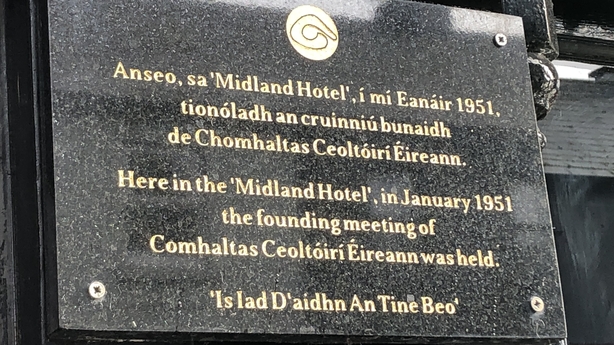 Anseo, sa 'Midland Hotel', í mí Eanáir 1951,
tionóladh an cruinniú bunaidh
de Chomhaltas Ceoltóirí Éireann.
Here in the 'Midland Hotel', in January 1951
the founding meeting of
Comhaltas Ceoltóirí Éireann was held.
'Is Iad D'aidhn An Tine Beo'